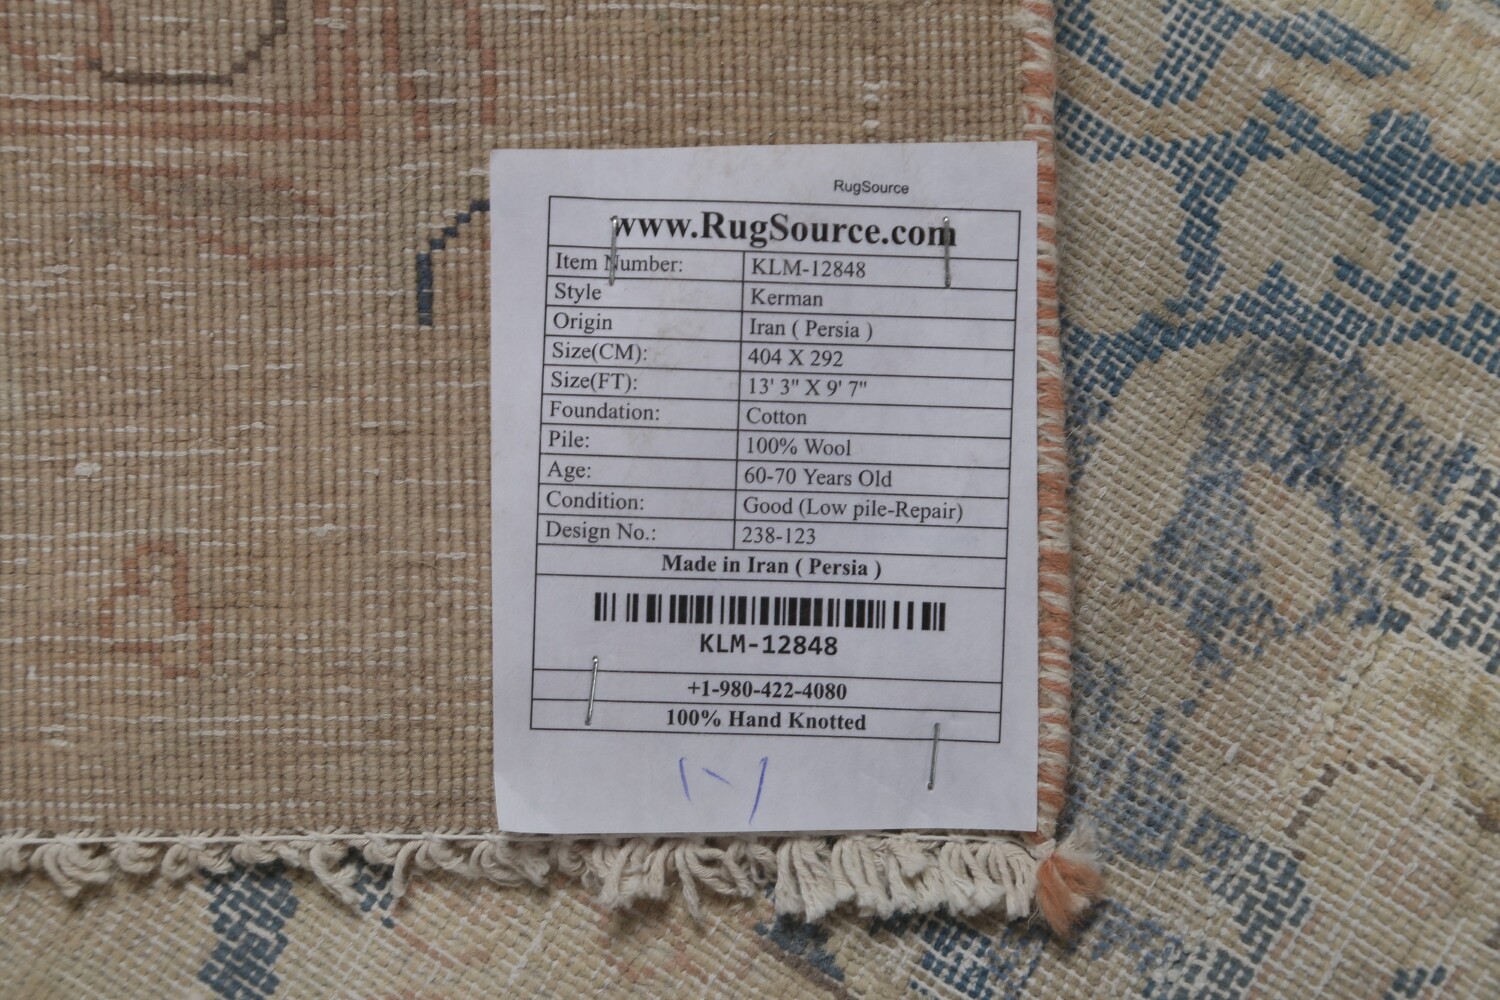 RugSource
www.RugSource.com
Item Number: KLM-12848
Style Kerman
Origin Iran ( Persia )
Size(CM): 404 X 292
Size(FT): 13' 3" X 9' 7"
Foundation: Cotton
Pile: 100% Wool
Age: 60-70 Years Old
Condition: Good (Low pile-Repair)
Design No.: 238-123
Made in Iran ( Persia )
KLM-12848
+1-980-422-4080
100% Hand Knotted